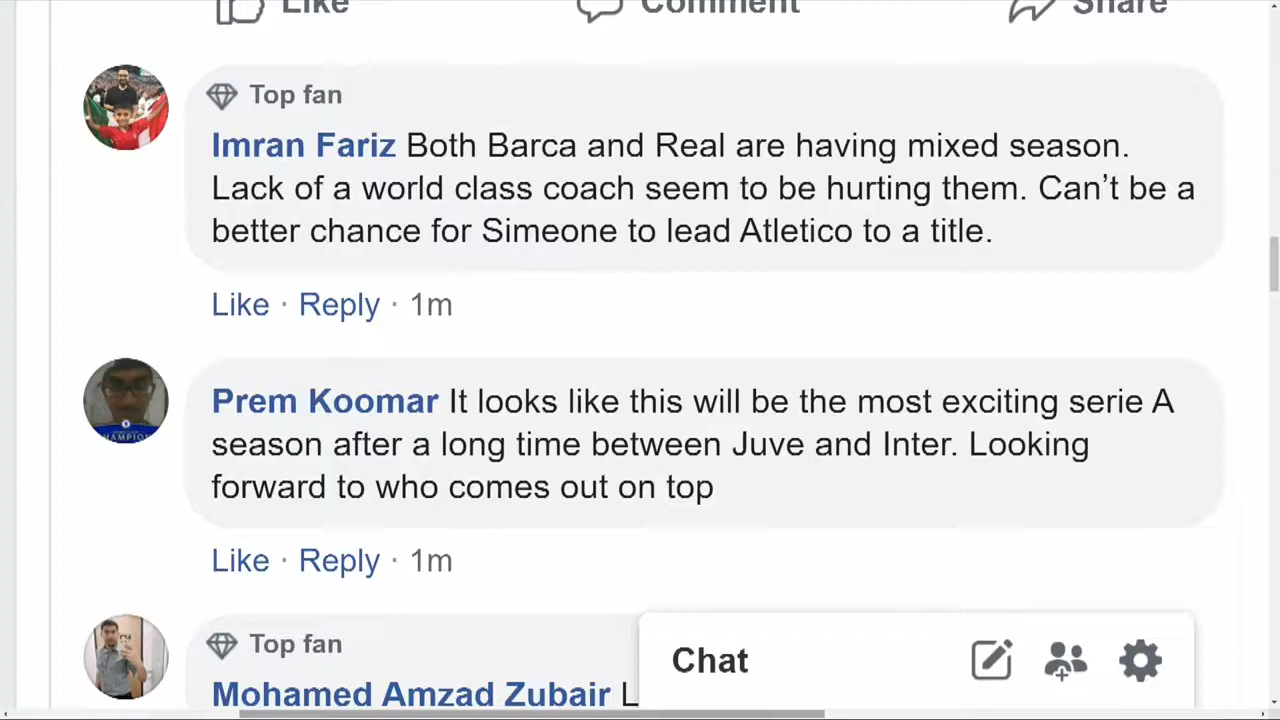 Like Comment Share
Top fan
Imran Fariz Both Barca and Real are having mixed season.
Lack of a world class coach seem to be hurting them. Can’t be a
better chance for Simeone to lead Atletico to a title.
Like · Reply · 1m
Prem Koomar It looks like this will be the most exciting serie A
season after a long time between Juve and Inter. Looking
forward to who comes out on top
Like · Reply · 1m
Top fan
Chat
Mohamed Amzad Zubair L